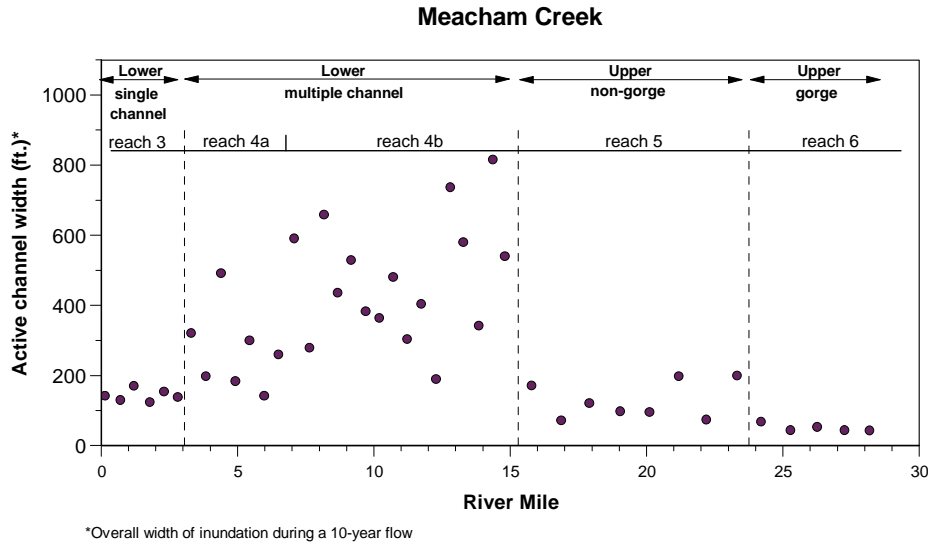 Meacham Creek
Lower
single
channel
Lower
multiple channel
Upper
non-gorge
Upper
gorge
reach 3
reach 4a
reach 4b
reach 5
reach 6
Active channel width (ft.)*
1000
800
600
400
200
0
0
5
10
15
20
25
30
River Mile
*Overall width of inundation during a 10-year flow